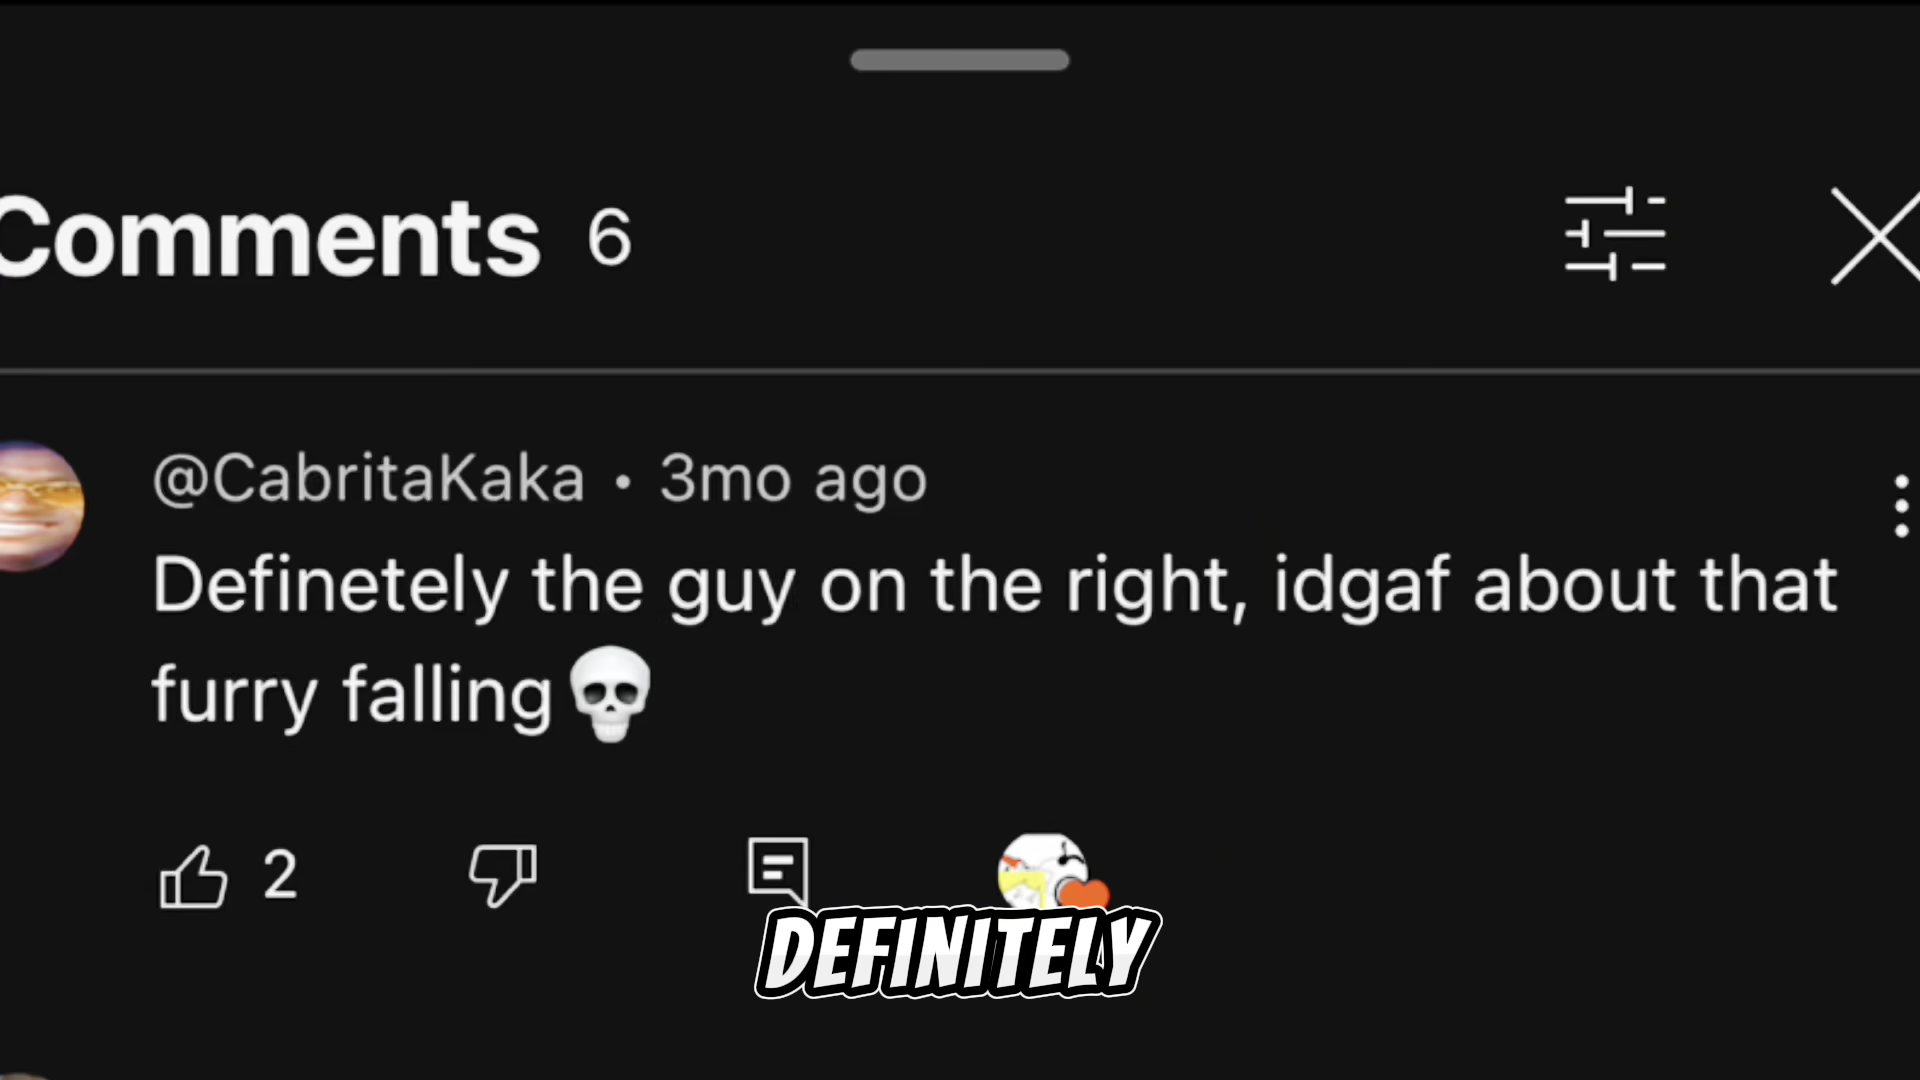 Comments 6
@CabritaKaka • 3mo ago
Definetely the guy on the right, idgaf about that
furry falling💀
2
DEFINITELY